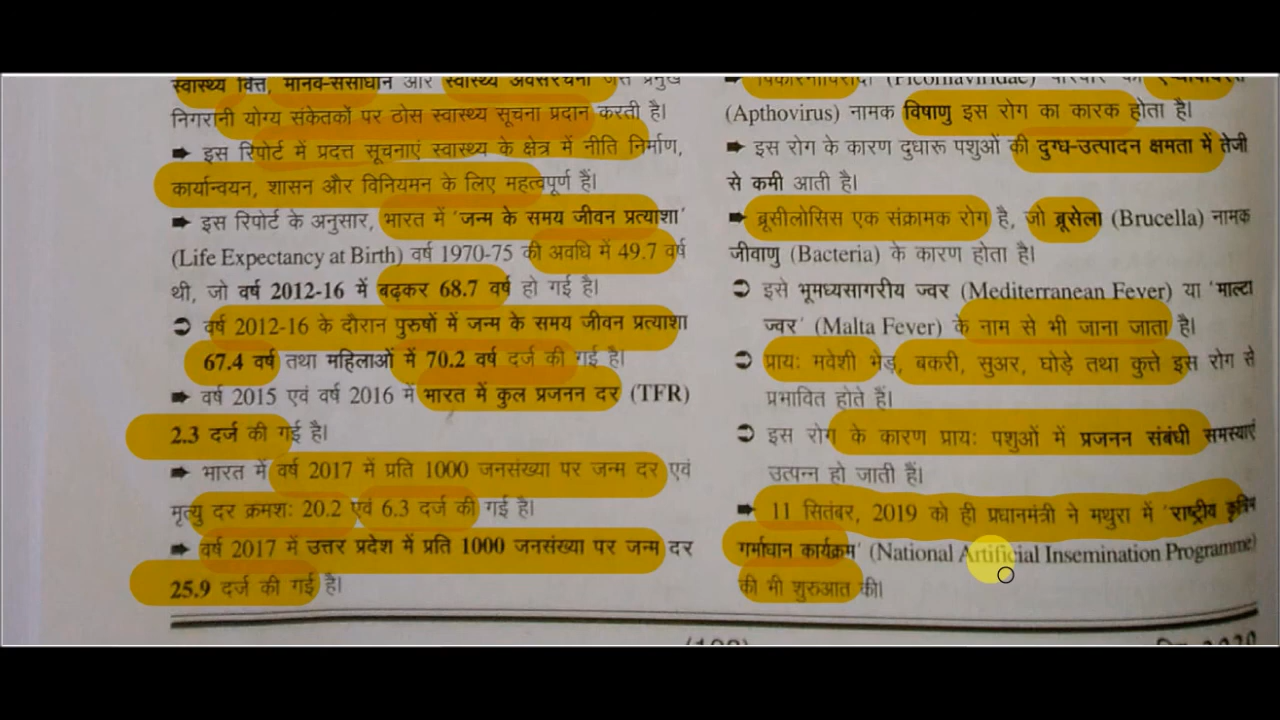 स्वास्थ्य वित्त, मानव-संसाधन और स्वास्थ्य अवसंरचना जैसे प्रमुख
निगरानी योग्य संकेतकों पर ठोस स्वास्थ्य सूचना प्रदान करती है।
➡ इस रिपोर्ट में प्रदत्त सूचनाएं स्वास्थ्य के क्षेत्र में नीति निर्माण,
कार्यान्वयन, शासन और विनियमन के लिए महत्वपूर्ण हैं।
➡ इस रिपोर्ट के अनुसार, भारत में 'जन्म के समय जीवन प्रत्याशा'
(Life Expectancy at Birth) वर्ष 1970-75 की अवधि में 49.7 वर्ष
थी, जो वर्ष 2012-16 में बढ़कर 68.7 वर्ष हो गई है।
➲ वर्ष 2012-16 के दौरान पुरुषों में जन्म के समय जीवन प्रत्याशा
67.4 वर्ष तथा महिलाओं में 70.2 वर्ष दर्ज की गई है।
➡ वर्ष 2015 एवं वर्ष 2016 में भारत में कुल प्रजनन दर (TFR)
2.3 दर्ज की गई है।
➡ भारत में वर्ष 2017 में प्रति 1000 जनसंख्या पर जन्म दर एवं
मृत्यु दर क्रमशः 20.2 एवं 6.3 दर्ज की गई है।
➡ वर्ष 2017 में उत्तर प्रदेश में प्रति 1000 जनसंख्या पर जन्म दर
25.9 दर्ज की गई है।
➡ पिकोर्नाविरिदी (Picornaviridae) परिवार का
(Apthovirus) नामक विषाणु इस रोग का कारक होता है।
➡ इस रोग के कारण दुधारू पशुओं की दुग्ध-उत्पादन क्षमता में तेजी
से कमी आती है।
➡ ब्रूसीलोसिस एक संक्रामक रोग है, जो ब्रूसेला (Brucella) नामक
जीवाणु (Bacteria) के कारण होता है।
➲ इसे भूमध्यसागरीय ज्वर (Mediterranean Fever) या 'माल्टा
ज्वर' (Malta Fever) के नाम से भी जाना जाता है।
➲ प्रायः मवेशी भेड़, बकरी, सुअर, घोड़े तथा कुत्ते इस रोग से
प्रभावित होते हैं।
➲ इस रोग के कारण प्रायः पशुओं में प्रजनन संबंधी समस्याएं
उत्पन्न हो जाती हैं।
➡ 11 सितंबर, 2019 को ही प्रधानमंत्री ने मथुरा में 'राष्ट्रीय कृत्रिम
गर्भाधान कार्यक्रम' (National Artificial Insemination Programme)
की भी शुरुआत की।